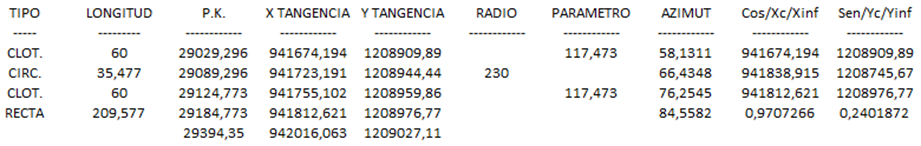 TIPO LONGITUD P.K. X TANGENCIA Y TANGENCIA RADIO PARAMETRO AZIMUT Cos/Xc/Xinf Sen/Yc/Yinf
----- --------- ------------ ------------ ------------ ------------ ------------ ------------ ------------ ------------
CLOT. 60 29029,296 941674,194 1208909,89 117,473 58,1311 941674,194 1208909,89
CIRC. 35,477 29089,296 941723,191 1208944,44 230 66,4348 941838,915 1208745,67
CLOT. 60 29124,773 941755,102 1208959,86 117,473 76,2545 941812,621 1208976,77
RECTA 209,577 29184,773 941812,621 1208976,77 84,5582 0,9707266 0,2401872
29394,35 942016,063 1209027,11